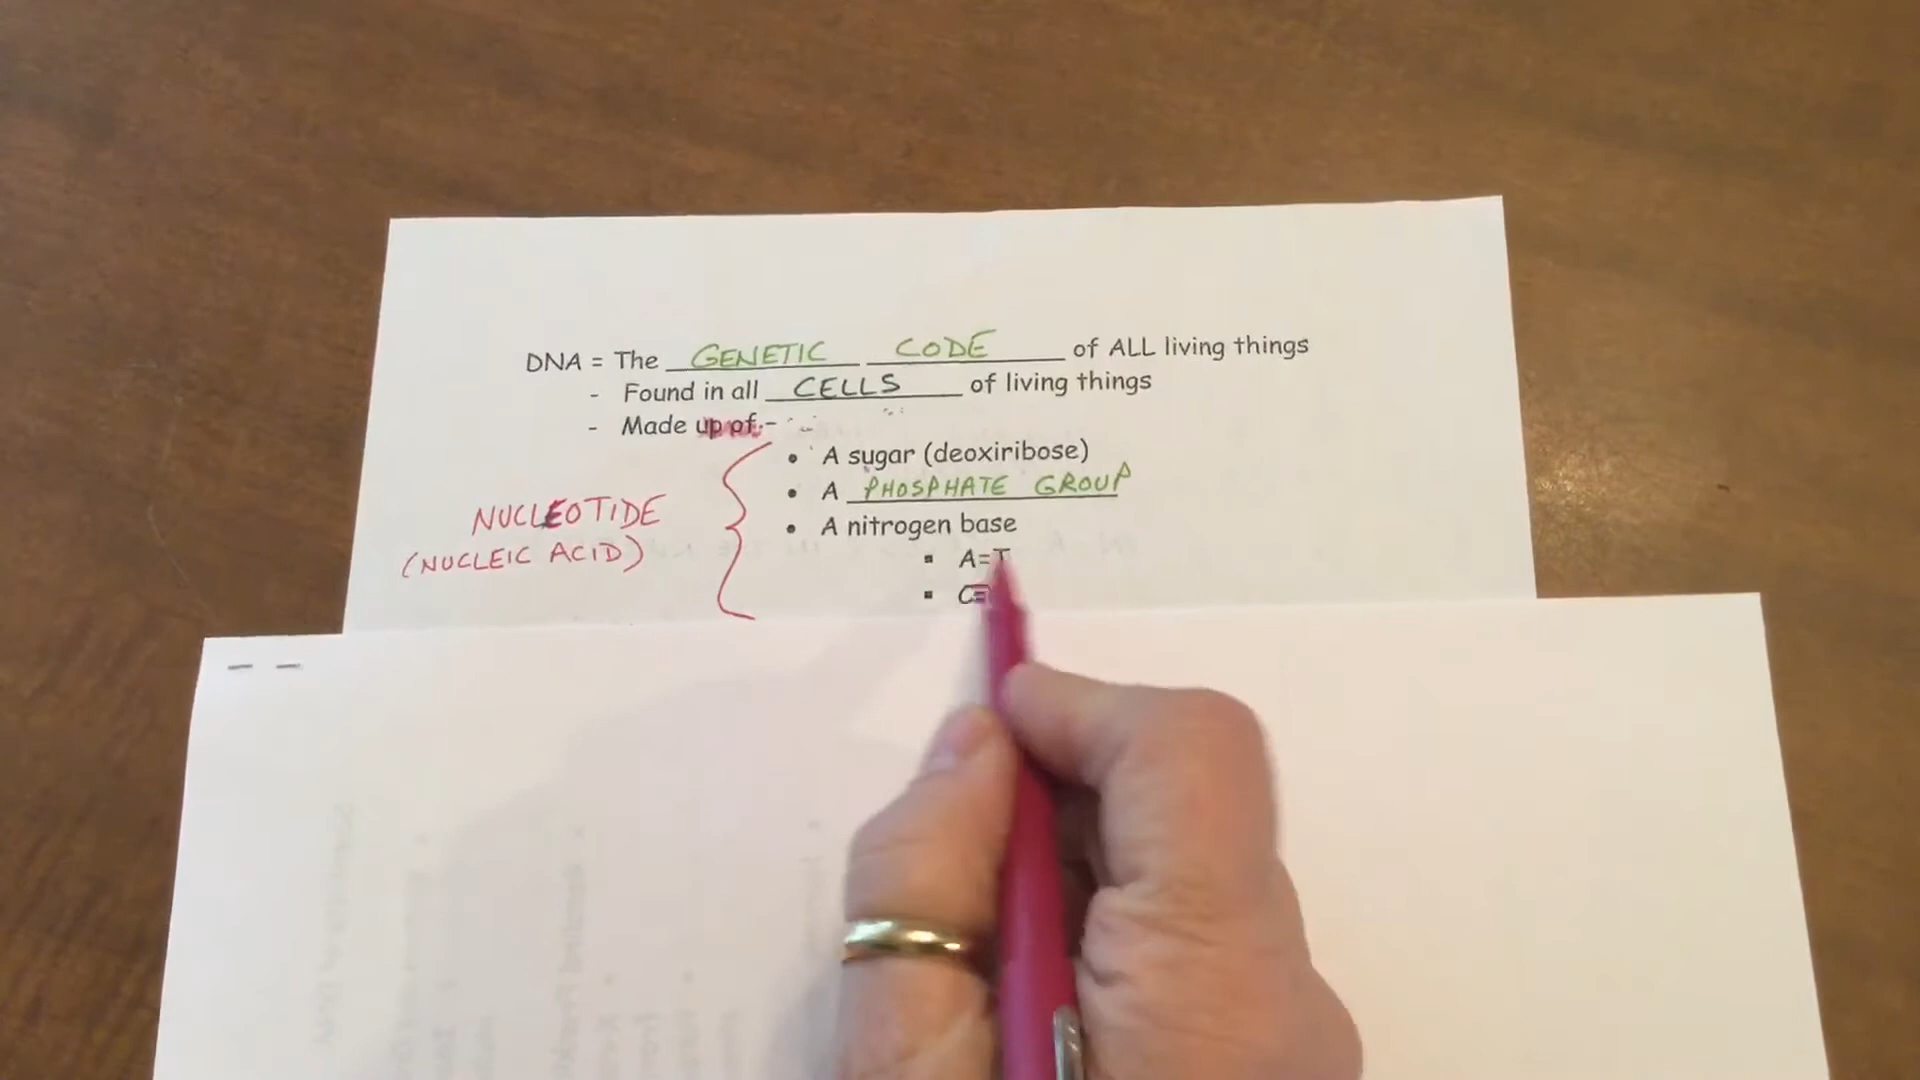 DNA = The GENETIC CODE of ALL living things
- Found in all CELLS of living things
- Made up of -
• A sugar (deoxiribose)
• A PHOSPHATE GROUP
• A nitrogen base
NUCLEOTIDE
(NUCLEIC ACID)
▪ A=T
▪ C≡